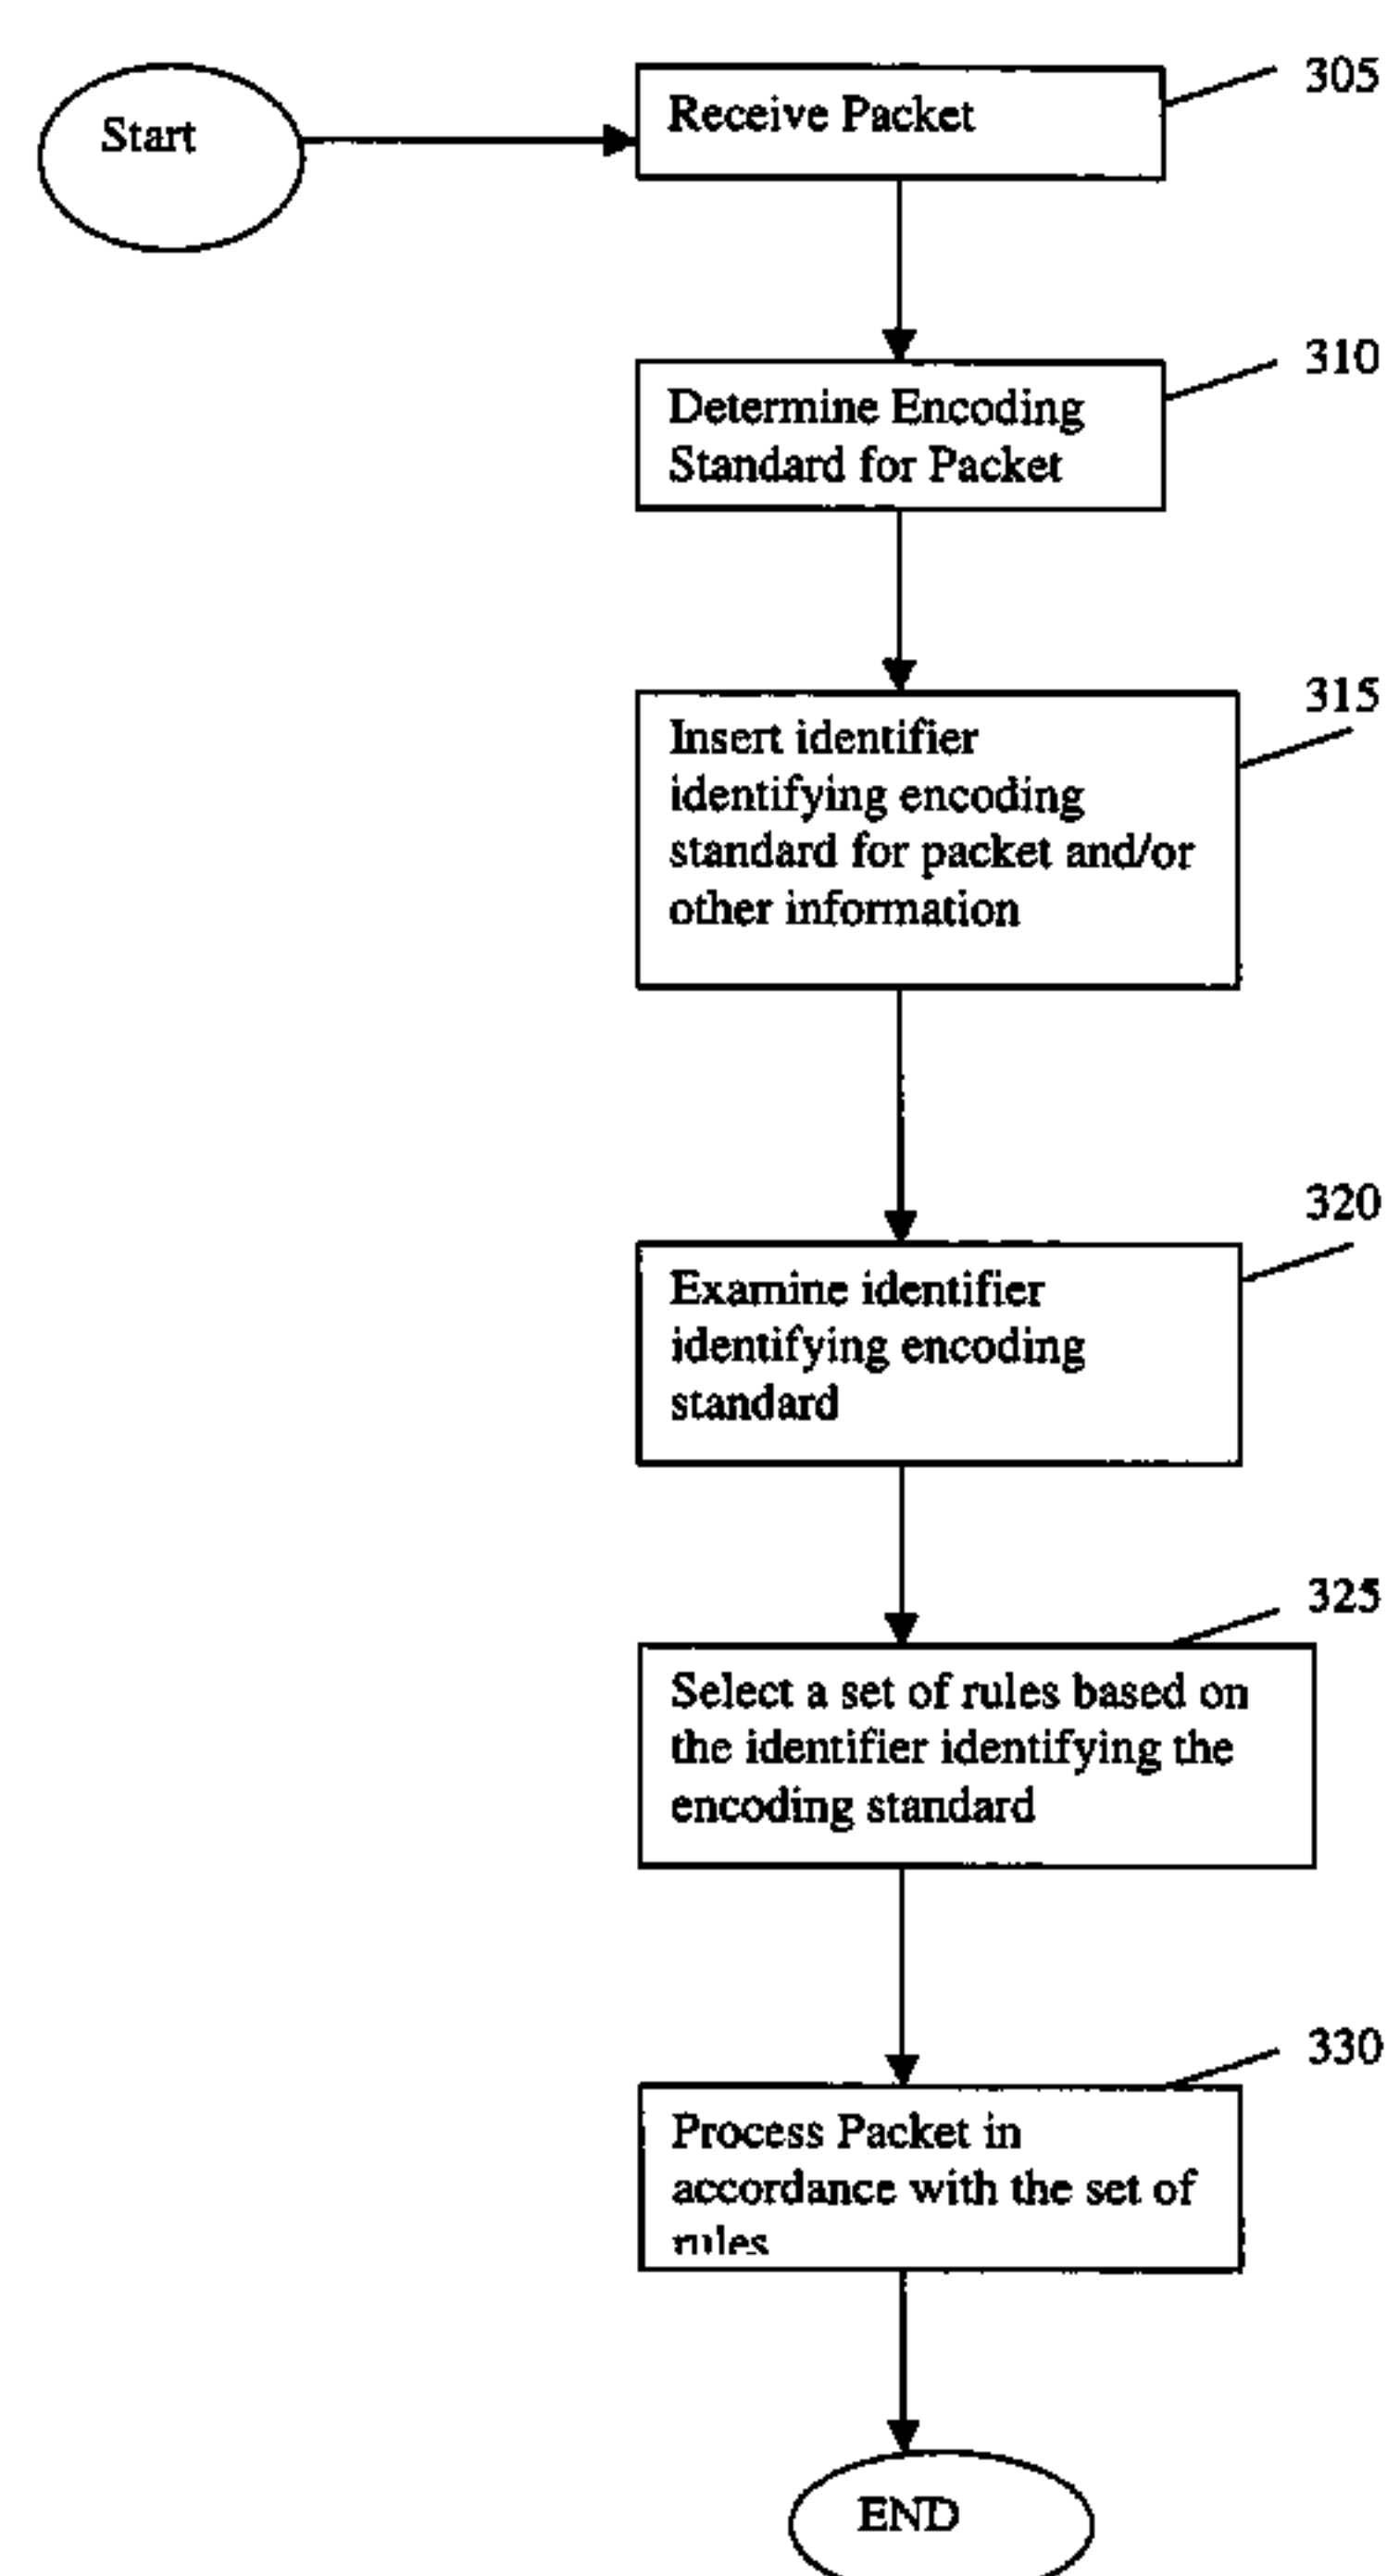 Start
Receive Packet
305
Determine Encoding
Standard for Packet
310
Insert identifier
identifying encoding
standard for packet and/or
other information
315
Examine identifier
identifying encoding
standard
320
Select a set of rules based on
the identifier identifying the
encoding standard
325
Process Packet in
accordance with the set of
rules
330
END